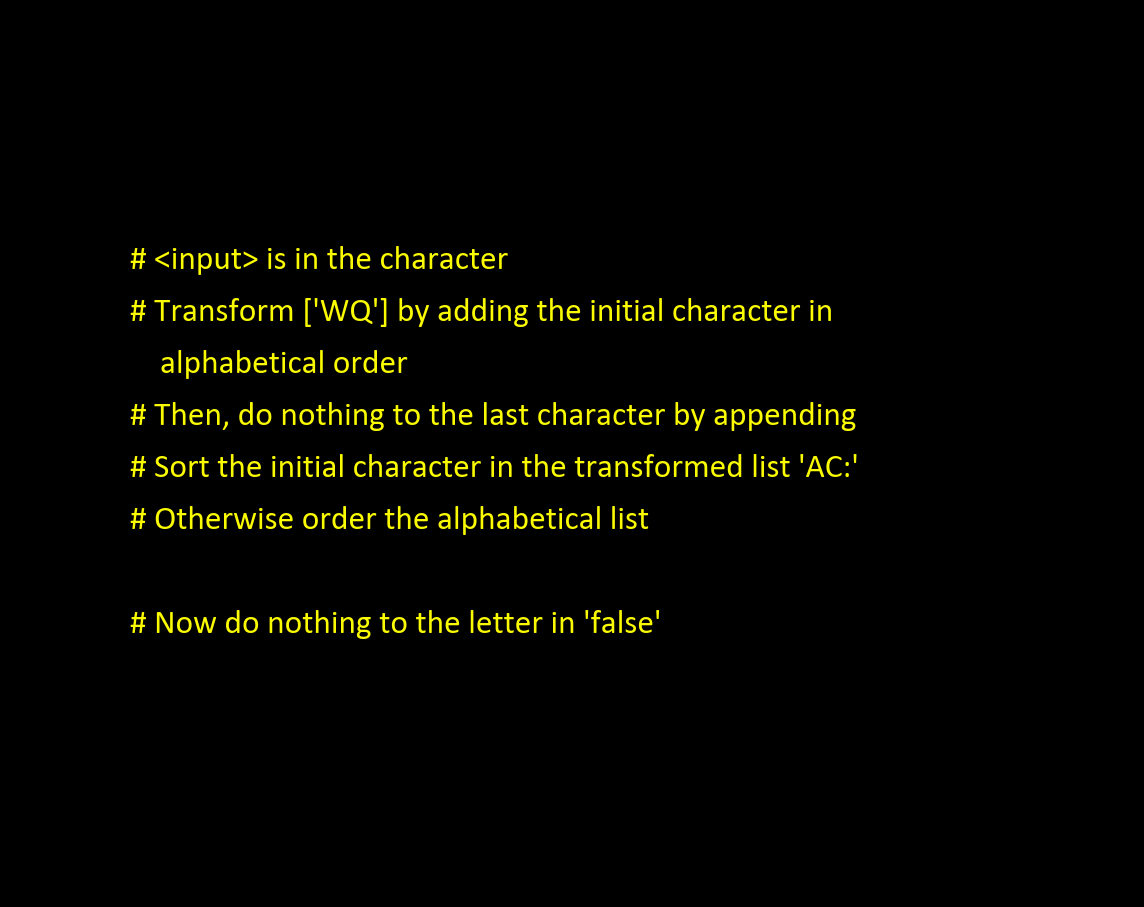 # <input> is in the character
# Transform ['WQ'] by adding the initial character in
alphabetical order
# Then, do nothing to the last character by appending
# Sort the initial character in the transformed list 'AC:'
# Otherwise order the alphabetical list
# Now do nothing to the letter in 'false'